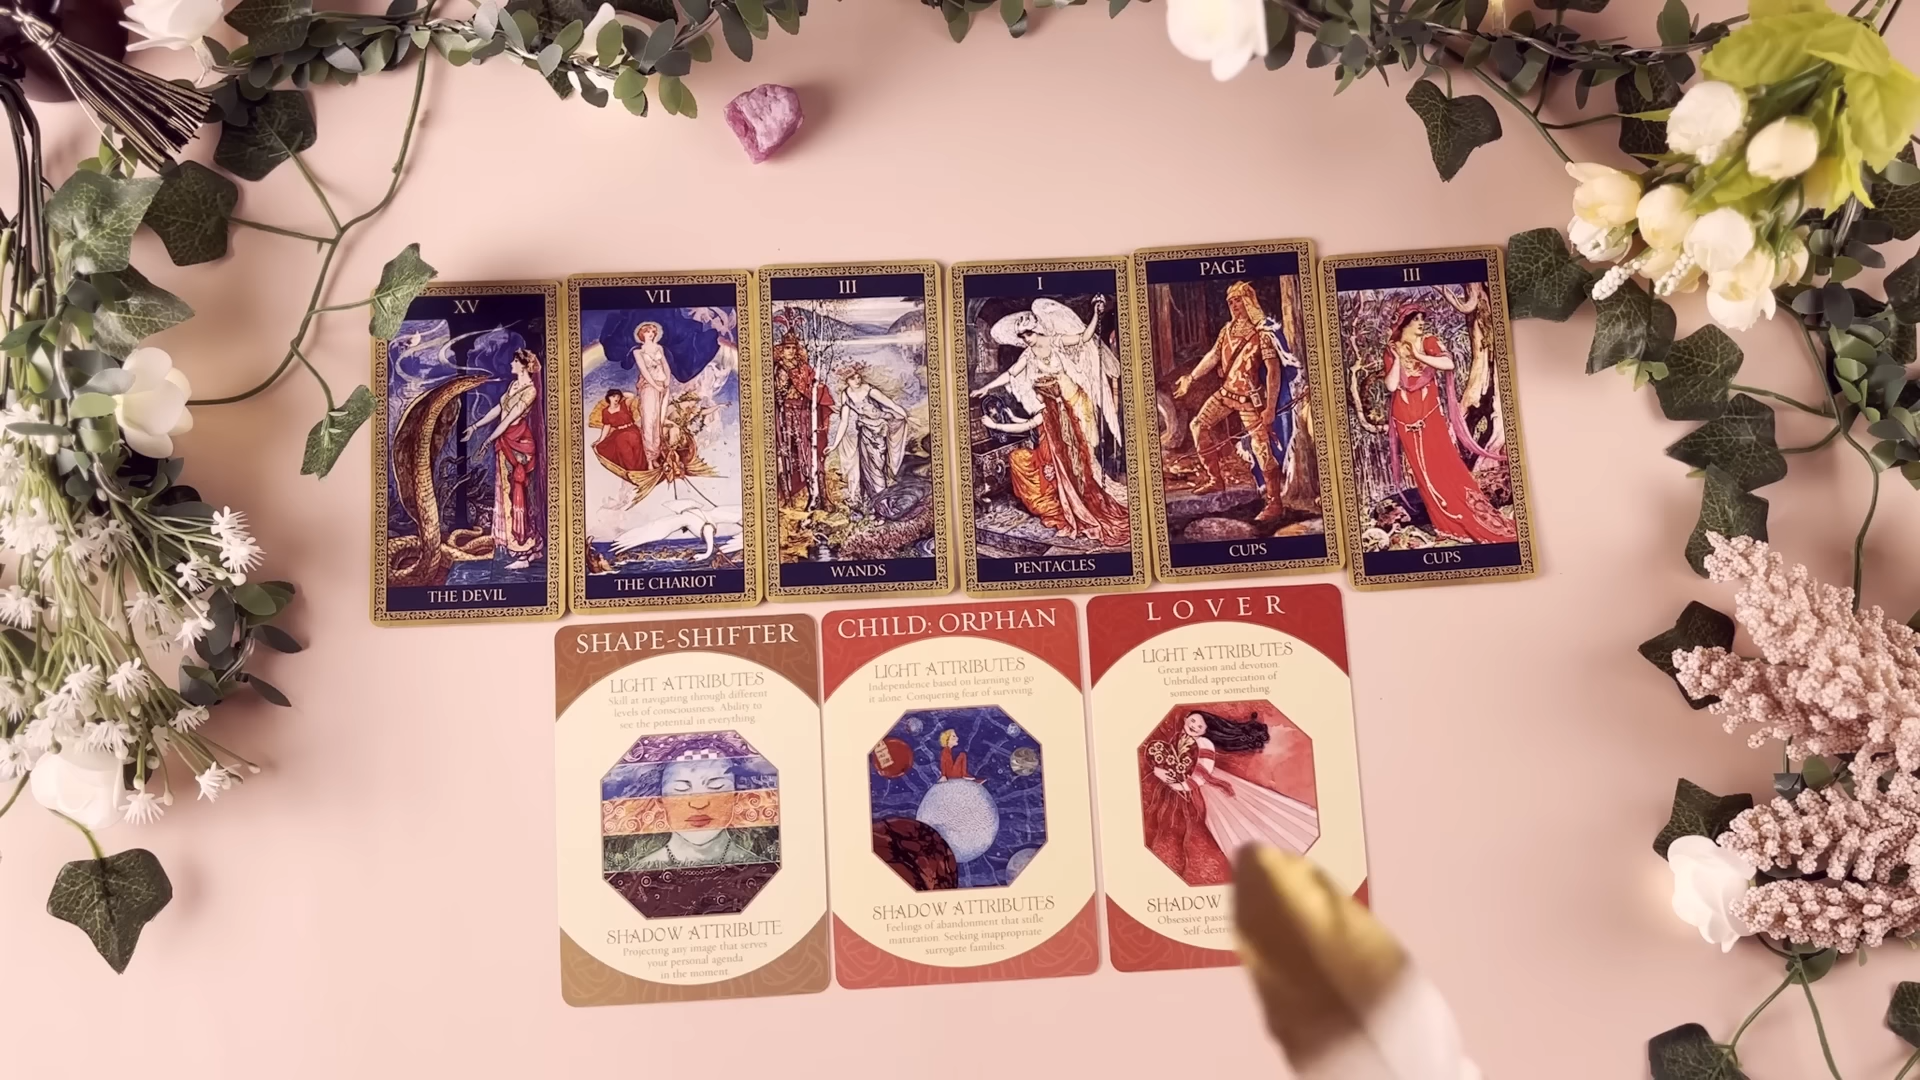 XV
THE DEVIL
VII
THE CHARIOT
III
WANDS
I
PENTACLES
PAGE
CUPS
III
CUPS
SHAPE-SHIFTER
LIGHT ATTRIBUTES
Skill at navigating through different
levels of consciousness. Ability to
see the potential in everything.
SHADOW ATTRIBUTE
Projecting any image that serves
your personal agenda
in the moment.
CHILD: ORPHAN
LIGHT ATTRIBUTES
Independence based on learning to go
it alone. Conquering fear of surviving.
SHADOW ATTRIBUTES
Feelings of abandonment that stifle
maturation. Seeking inappropriate
surrogate families.
LOVER
LIGHT ATTRIBUTES
Great passion and devotion.
Unbridled appreciation of
someone or something.
SHADOW
Obsessive